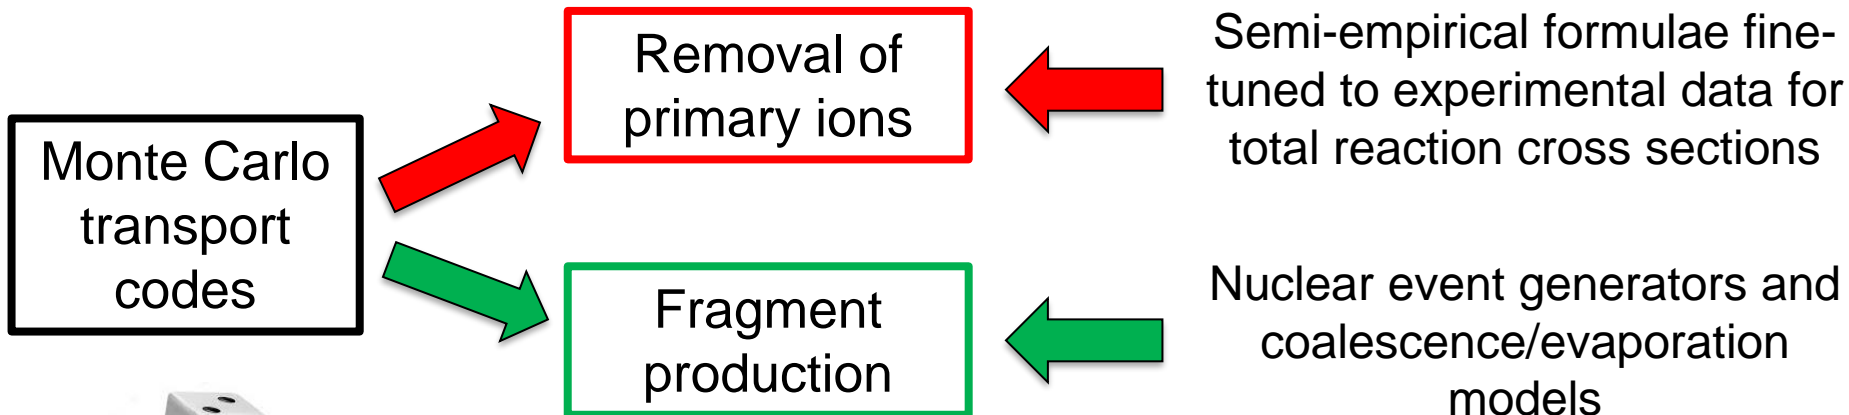 Monte Carlo
transport
codes
Removal of
primary ions
Semi-empirical formulae fine-
tuned to experimental data for
total reaction cross sections
Fragment
production
Nuclear event generators and
coalescence/evaporation
models